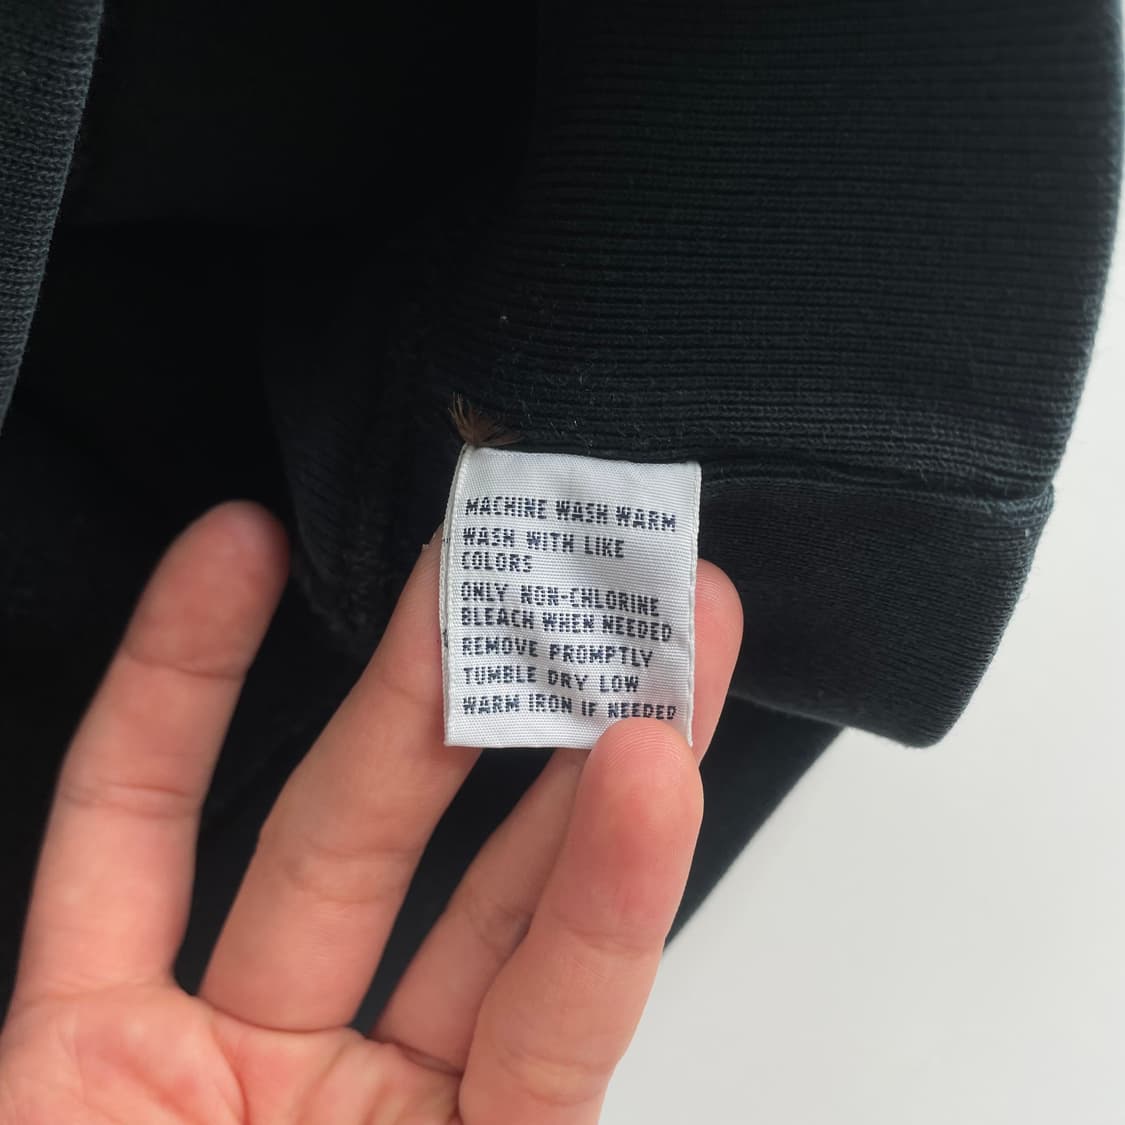 MACHINE WASH WARM
WASH WITH LIKE
COLORS
ONLY NON-CHLORINE
BLEACH WHEN NEEDED
REMOVE PROMPTLY
TUMBLE DRY LOW
WARM IRON IF NEEDED